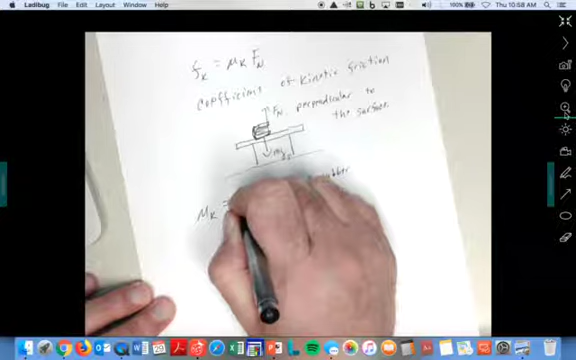 Ladibug File Edit Window Help 100% Thu 10:58 AM
fK = μK FN
coefficient of kinetic friction
FN. perpendicular to
the surface.
mg
μK =